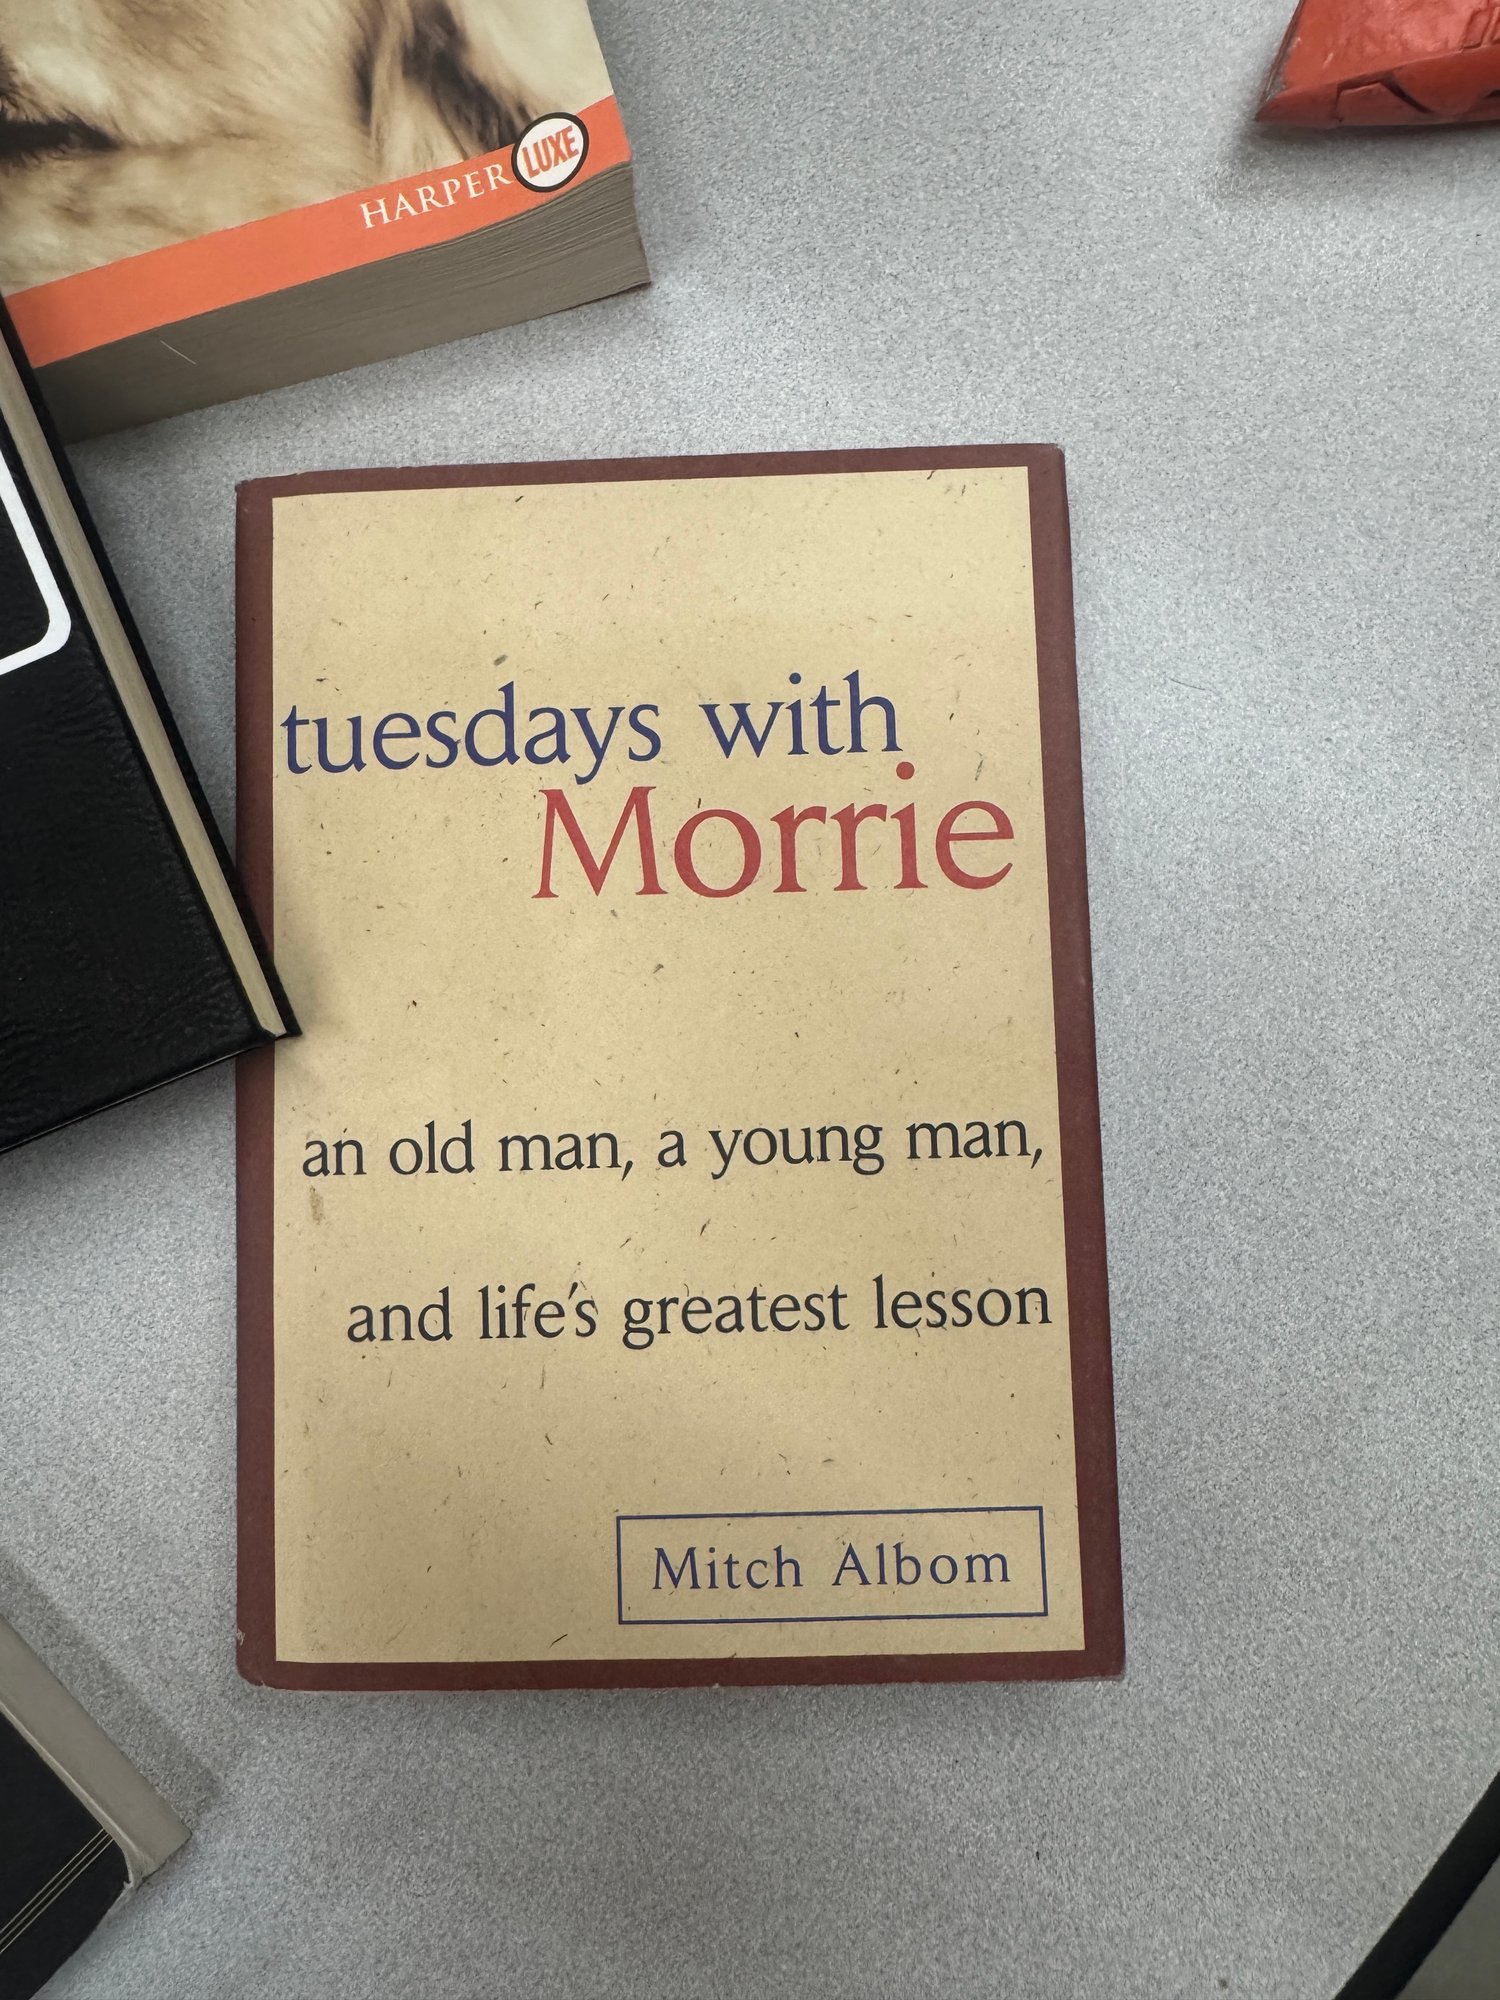 HARPER LUXE
tuesdays with
Morrie
an old man, a young man,
and life's greatest lesson
Mitch Albom